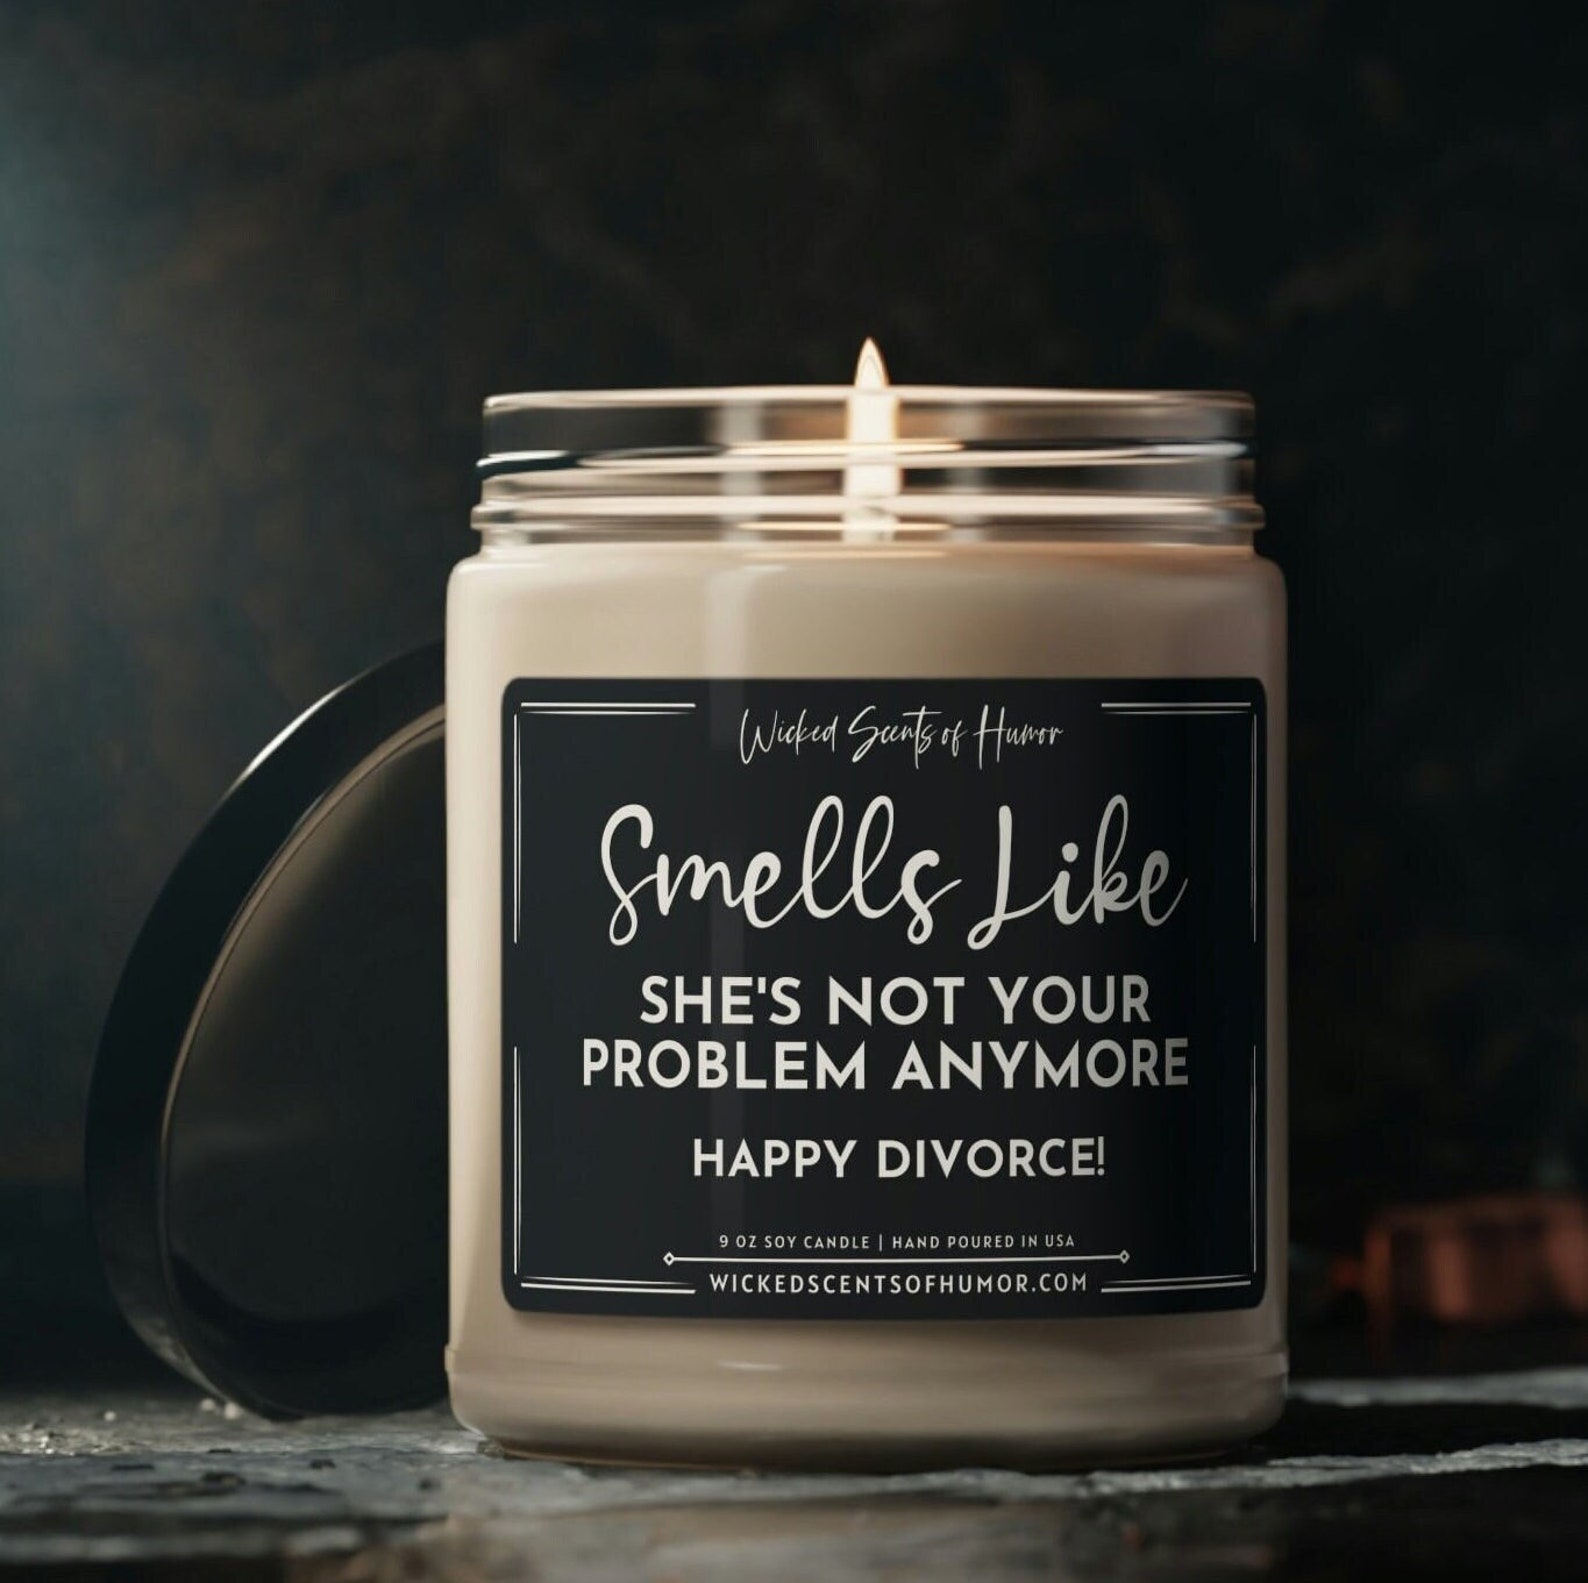 Wicked Scents of Humor
Smells Like
SHE'S NOT YOUR
PROBLEM ANYMORE
HAPPY DIVORCE!
9 OZ SOY CANDLE | HAND POURED IN USA
WICKEDSCENTSOFHUMOR.COM